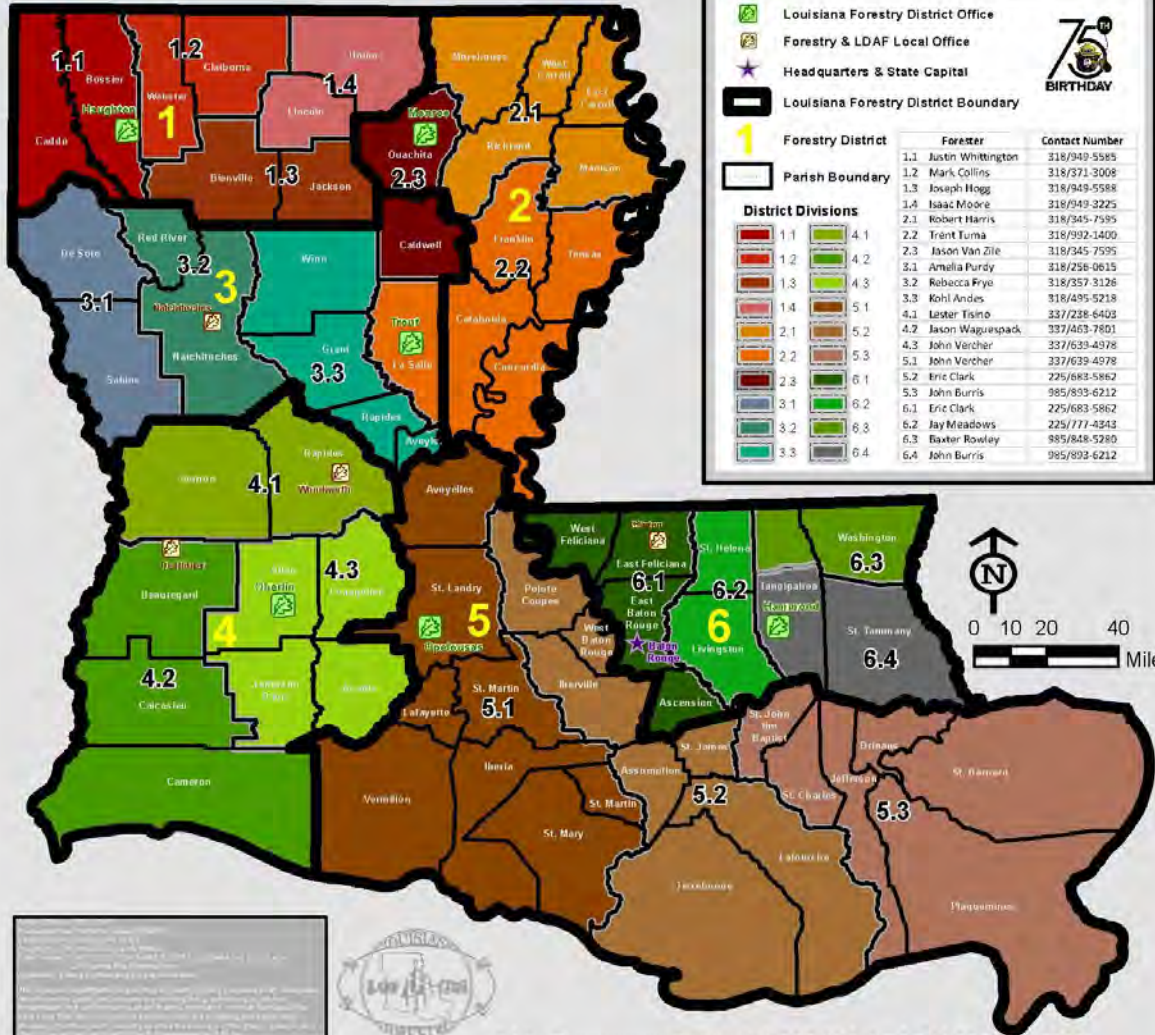 Louisiana Forestry District Office
Forestry & LDAF Local Office
Headquarters & State Capital
Louisiana Forestry District Boundary
1 Forestry District
Parish Boundary
75TH
BIRTHDAY
Forester Contact Number
1.1 Justin Whittington 318/949-5585
1.2 Mark Collins 318/371-3008
1.3 Joseph Hogg 318/949-5588
1.4 Isaac Moore 318/949-3225
2.1 Robert Harris 318/345-7595
2.2 Trent Tuma 318/992-1400
2.3 Jason Van Zile 318/345-7595
3.1 Amelia Purdy 318/256-0615
3.2 Rebecca Frye 318/357-3126
3.3 Kohl Andes 318/495-5218
4.1 Lester Tisino 337/238-6403
4.2 Jason Waguespack 337/463-7801
4.3 John Vercher 337/639-4978
5.1 John Vercher 337/639-4978
5.2 Eric Clark 225/683-5862
5.3 John Burris 985/893-6212
6.1 Eric Clark 225/683-5862
6.2 Jay Meadows 225/777-4343
6.3 Baxter Rowley 985/848-5280
6.4 John Burris 985/893-6212
District Divisions
1.1 4.1
1.2 4.2
1.3 4.3
1.4 5.1
2.1 5.2
2.2 5.3
2.3 6.1
3.1 6.2
3.2 6.3
3.3 6.4
1.1
Bossier
Haughton
Caddo
1.2
Claiborne
Webster
1
Union
1.4
Lincoln
Bienville
1.3
Jackson
Monroe
Ouachita
2.3
Caldwell
Morehouse
West
Carroll
East
Carroll
2.1
Richland
Madison
2
Franklin
2.2
Tensas
Catahoula
Concordia
Trout
La Salle
De Soto
3.1
Sabine
Red River
3.2
3
Natchitoches
Natchitoches
Winn
Grant
3.3
Rapides
Vernon
4.1
Rapides
Woodworth
Beauregard
Allen
Oberlin
4.3
4
4.2
Calcasieu
Cameron
Avoyelles
St. Landry
5
Opelousas
Pointe
Coupee
West
Baton
Rouge
Iberville
Lafayette
St. Martin
5.1
Iberia
Vermilion
St. Martin
St. Mary
Assumption
St. James
5.2
Terrebonne
Lafourche
St. John
the
Baptist
St. Charles
Jefferson
Orleans
5.3
St. Bernard
Plaquemines
West
Feliciana
East Feliciana
6.1
East
Baton
Rouge
Baton
Rouge
Ascension
St. Helena
6.2
6
Livingston
Tangipahoa
Hammond
Washington
6.3
St. Tammany
6.4
N
0 10 20 40
Mile